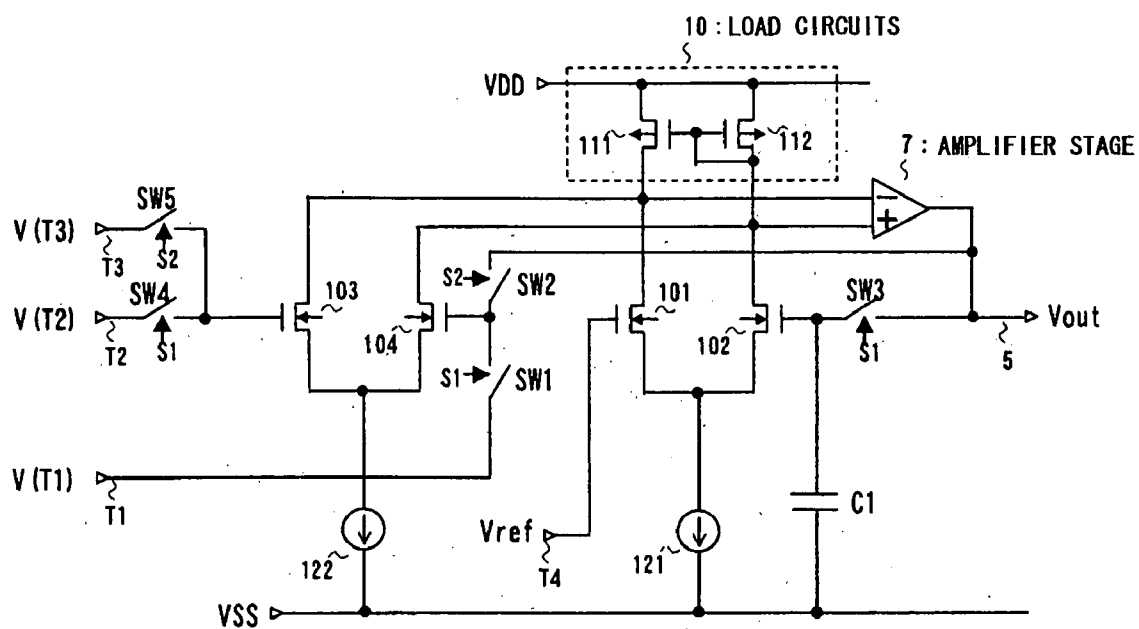 10 : LOAD CIRCUITS
VDD
111
112
7 : AMPLIFIER STAGE
SW5
V (T3)
T3
S2
SW4
V (T2)
T2
S1
103
104
S2
SW2
S1
SW1
101
102
SW3
S1
Vout
5
V (T1)
T1
122
Vref
T4
121
C1
VSS